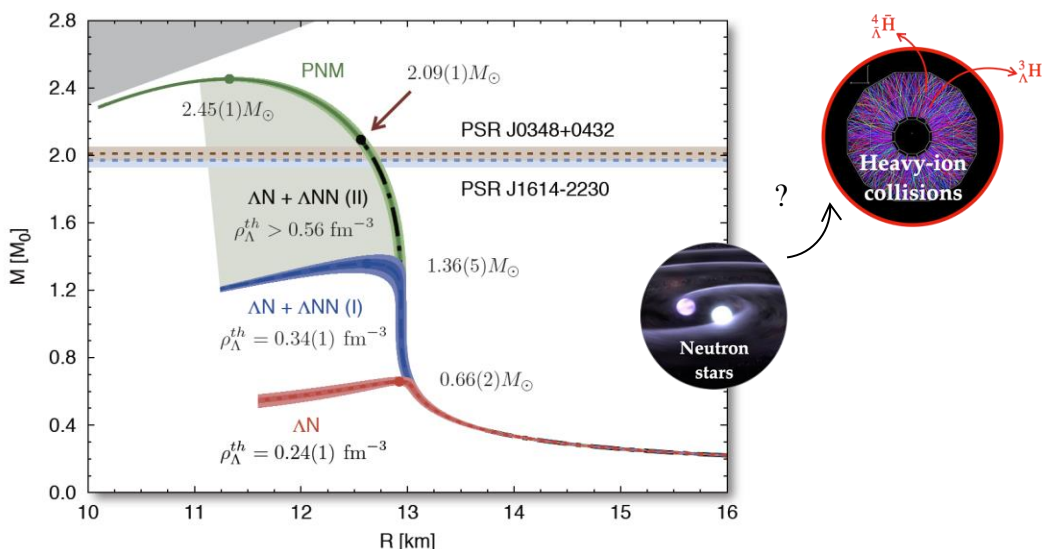 2.8
2.4
2.0
1.6
1.2
0.8
0.4
0.0
M [M₀]
10 11 12 13 14 15 16
R [km]
PNM
2.45(1)M⊙
2.09(1)M⊙
PSR J0348+0432
PSR J1614-2230
ΛN + ΛNN (II)
ρ_Λ^th > 0.56 fm⁻³
1.36(5)M⊙
ΛN + ΛNN (I)
ρ_Λ^th = 0.34(1) fm⁻³
0.66(2)M⊙
ΛN
ρ_Λ^th = 0.24(1) fm⁻³
?
Neutron
stars
⁴_Λ̄H̄
³_ΛH
Heavy-ion
collisions